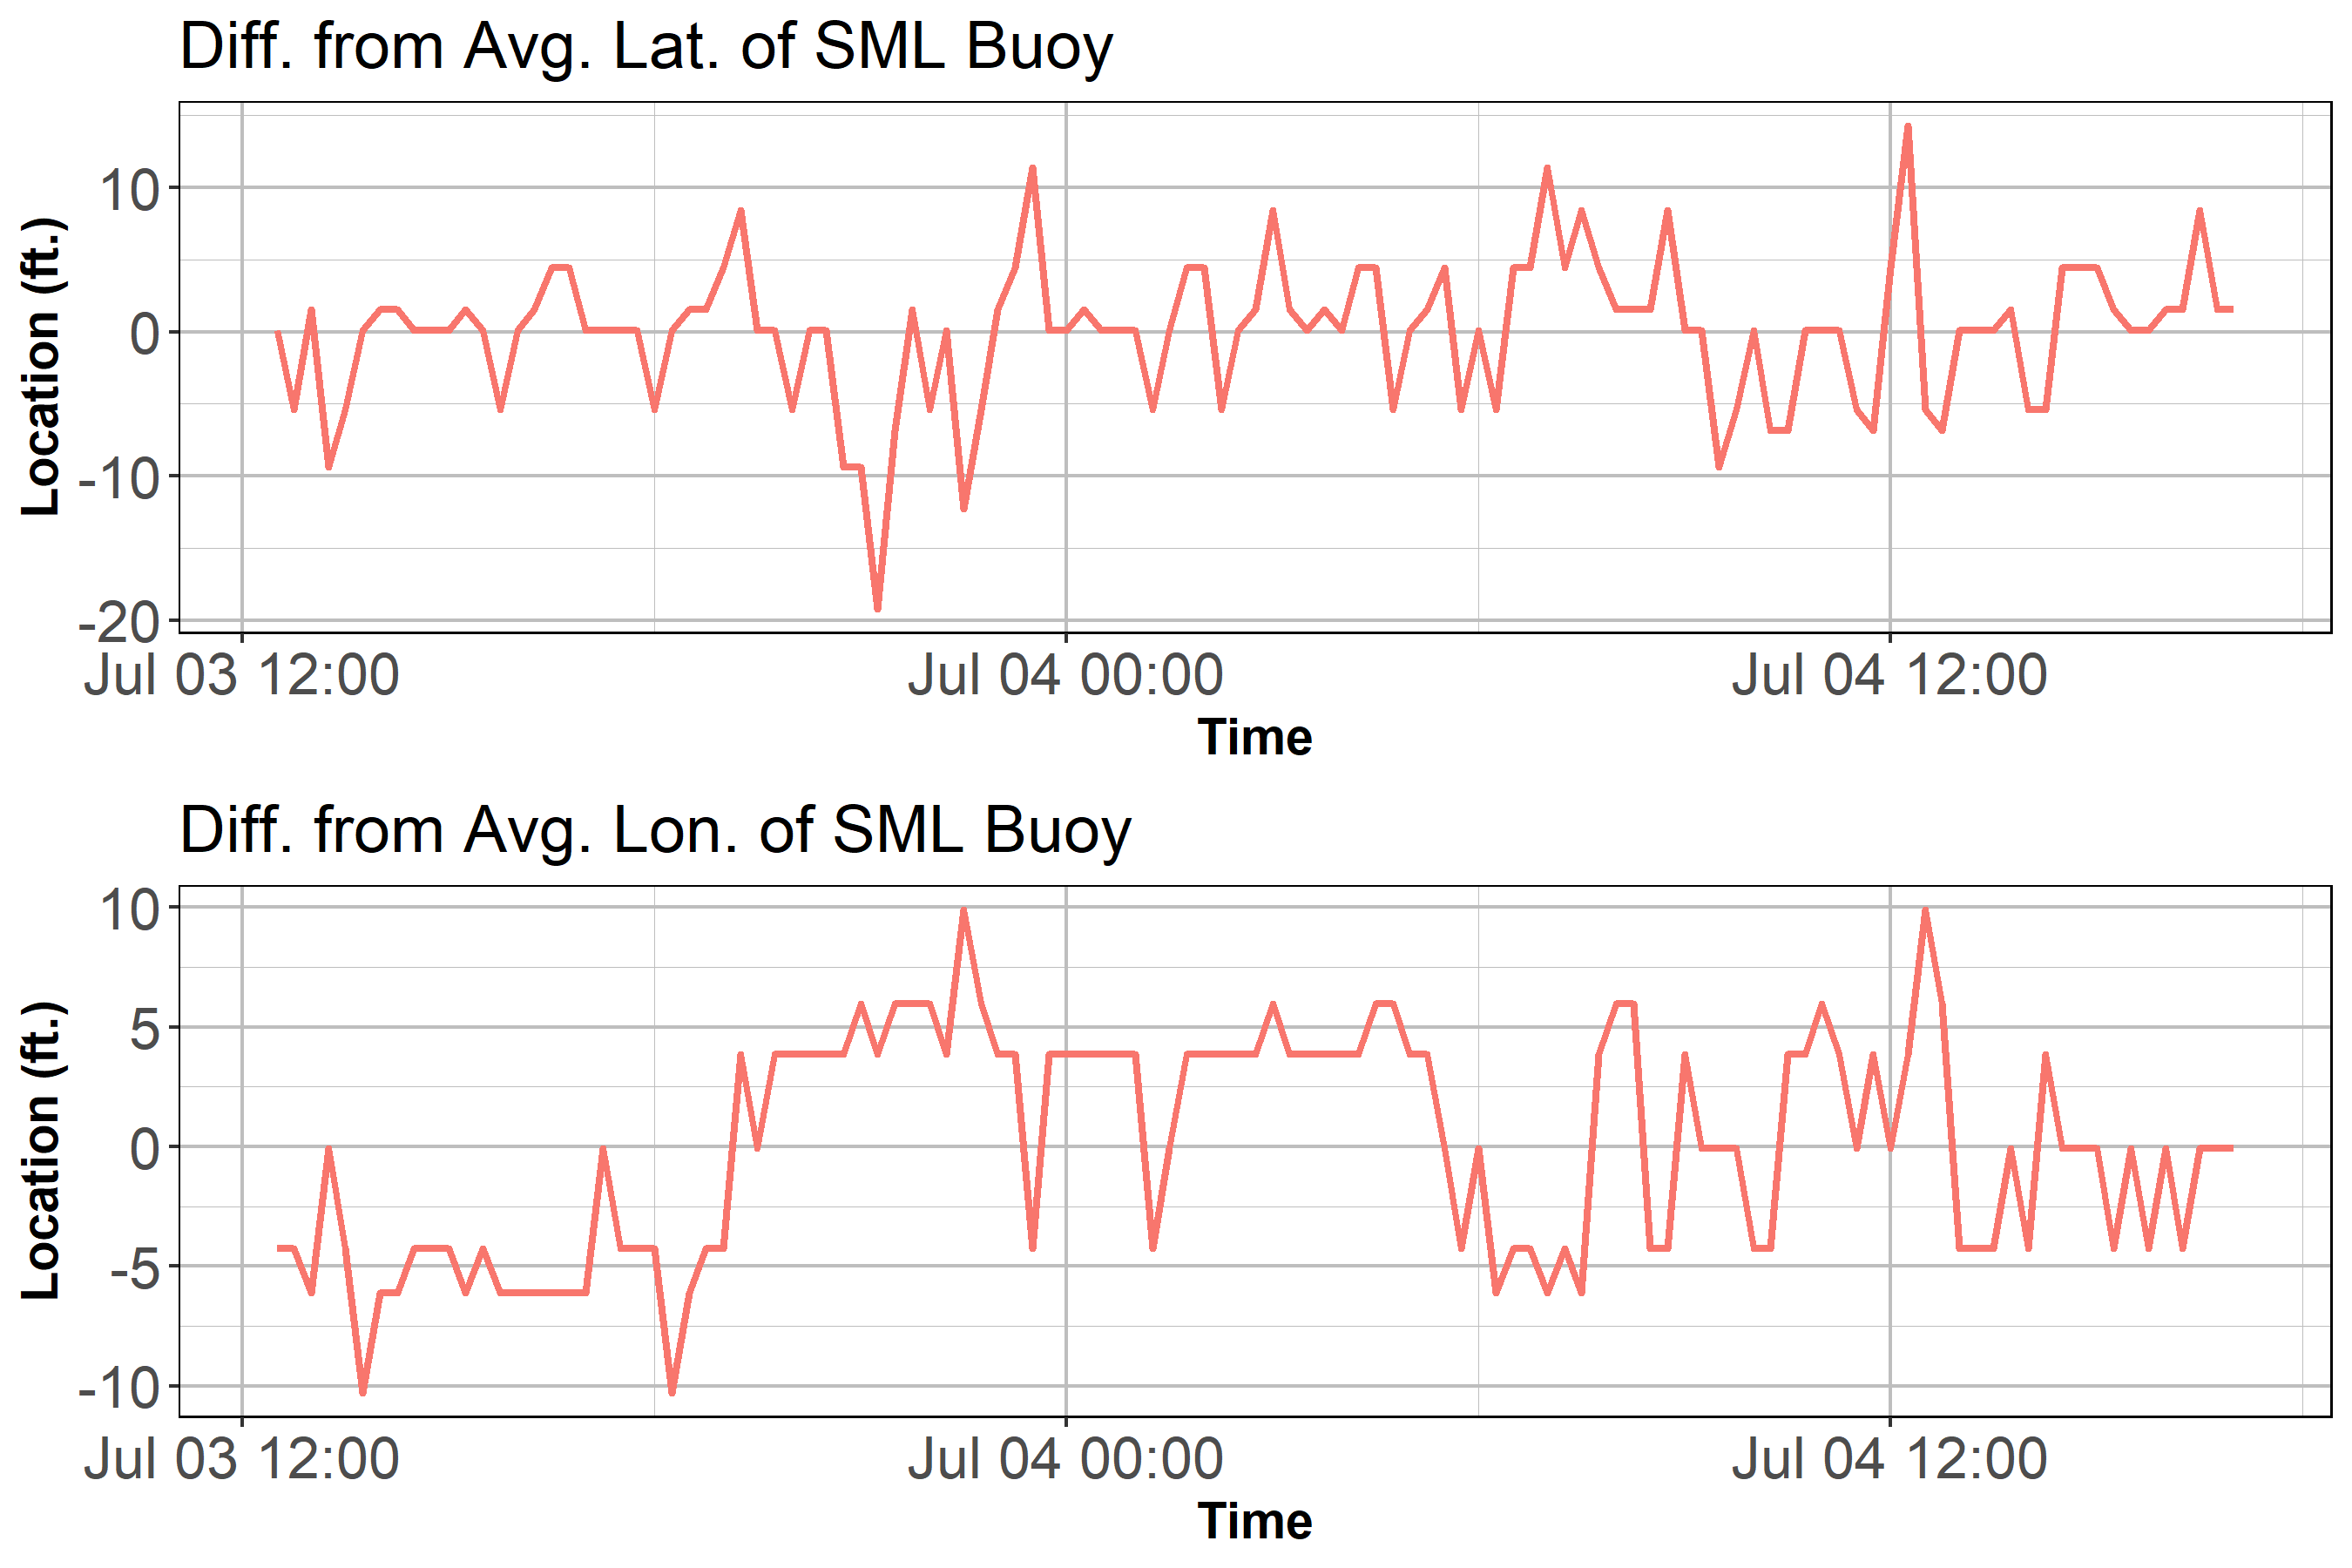 Diff. from Avg. Lat. of SML Buoy
Location (ft.)
10
0
-10
-20
Jul 03 12:00 Jul 04 00:00 Jul 04 12:00
Time
Diff. from Avg. Lon. of SML Buoy
Location (ft.)
10
5
0
-5
-10
Jul 03 12:00 Jul 04 00:00 Jul 04 12:00
Time